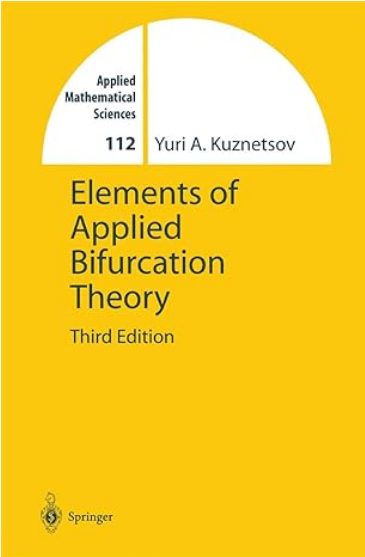 Applied
Mathematical
Sciences
112
Yuri A. Kuznetsov
Elements of
Applied
Bifurcation
Theory
Third Edition
Springer